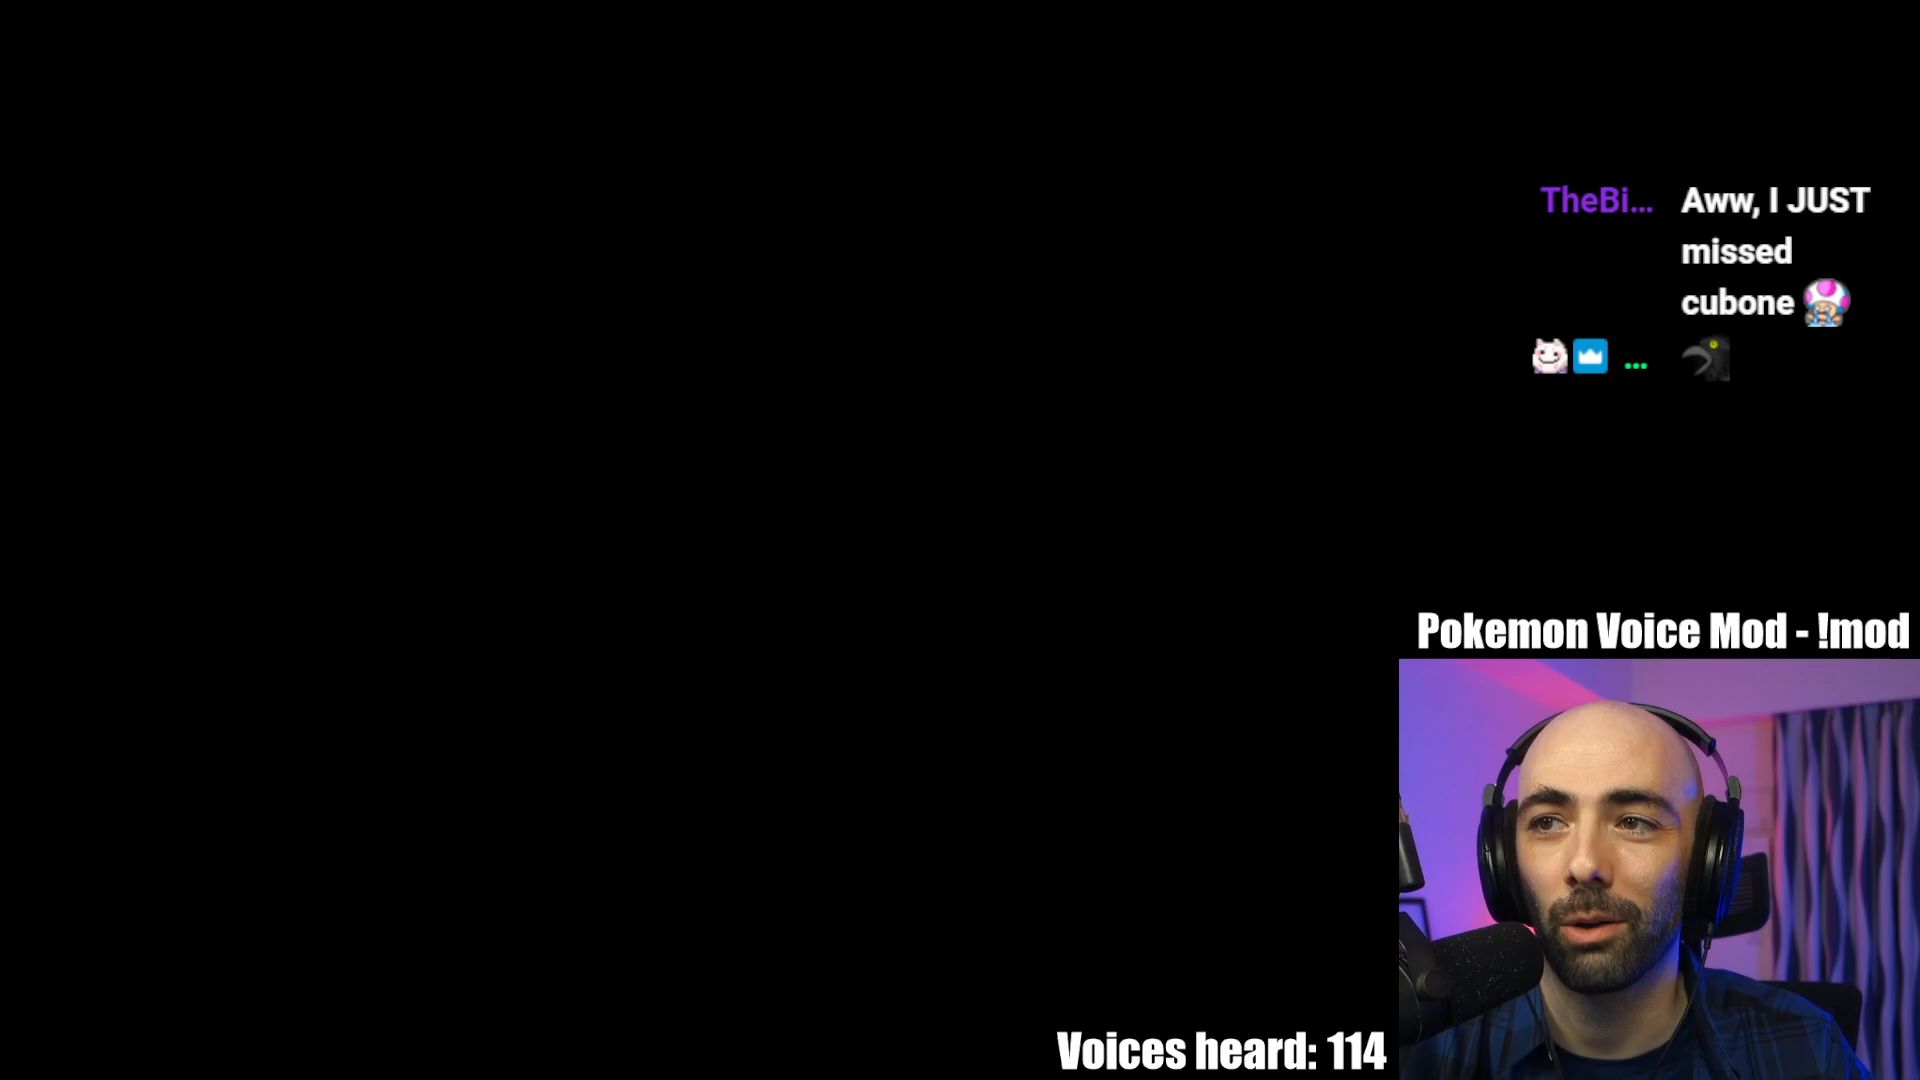 TheBi... Aww, I JUST
missed
cubone
...
Pokemon Voice Mod - !mod
Voices heard: 114